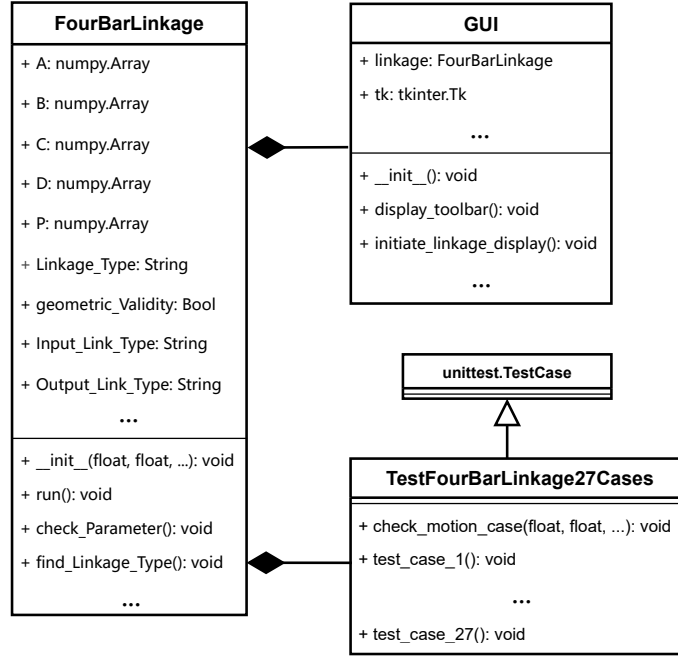 FourBarLinkage
+ A: numpy.Array
+ B: numpy.Array
+ C: numpy.Array
+ D: numpy.Array
+ P: numpy.Array
+ Linkage_Type: String
+ geometric_Validity: Bool
+ Input_Link_Type: String
+ Output_Link_Type: String
...
+ __init__(float, float, ...): void
+ run(): void
+ check_Parameter(): void
+ find_Linkage_Type(): void
...
GUI
+ linkage: FourBarLinkage
+ tk: tkinter.Tk
...
+ __init__(): void
+ display_toolbar(): void
+ initiate_linkage_display(): void
...
unittest.TestCase
TestFourBarLinkage27Cases
+ check_motion_case(float, float, ...): void
+ test_case_1(): void
...
+ test_case_27(): void